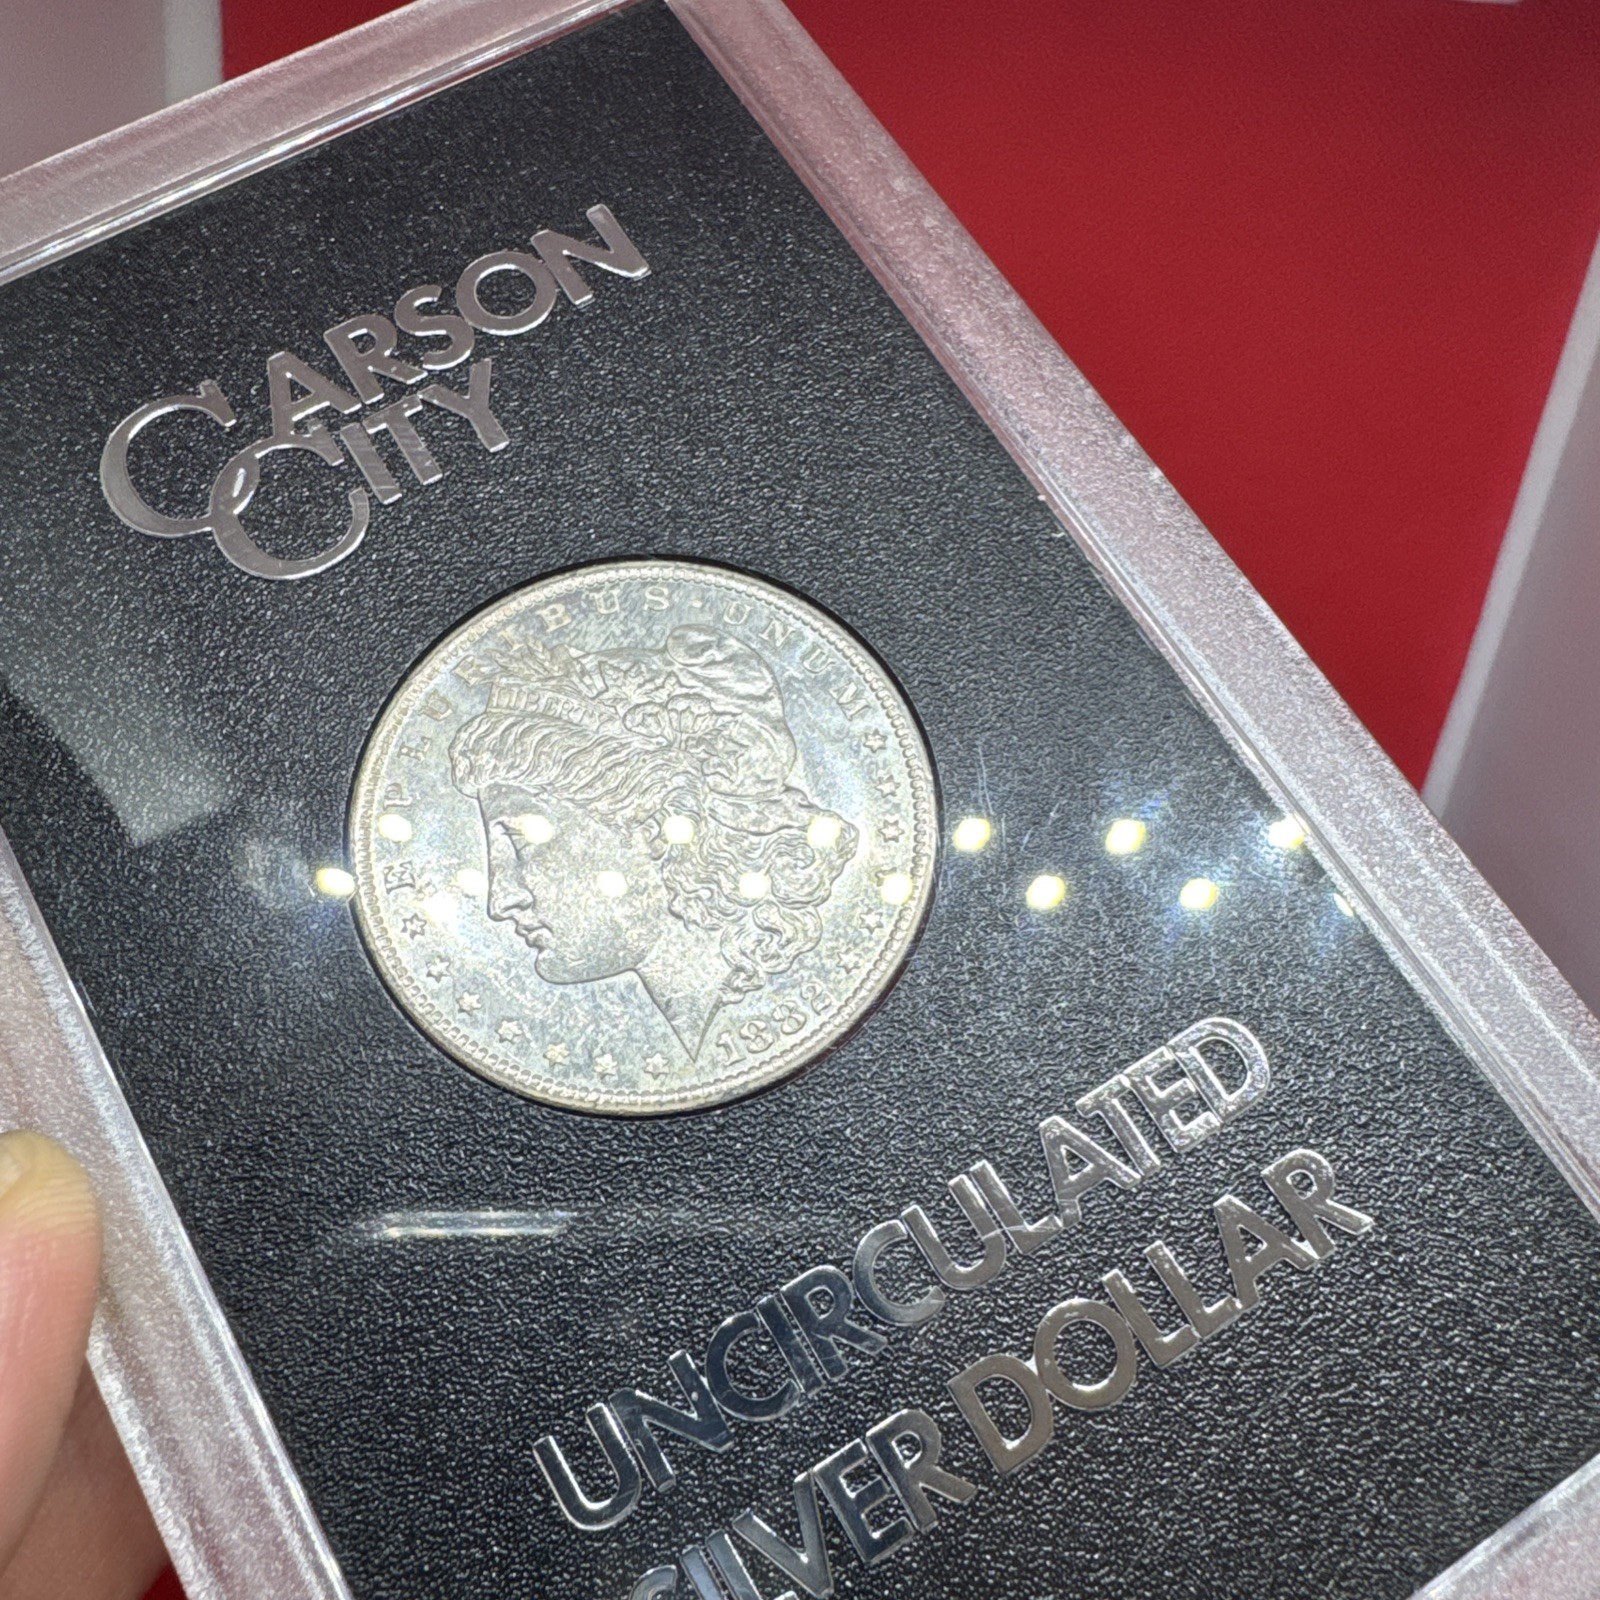 CARSON
CITY
E PLURIBUS · UNUM
LIBERTY
1882
UNCIRCULATED
SILVER DOLLAR